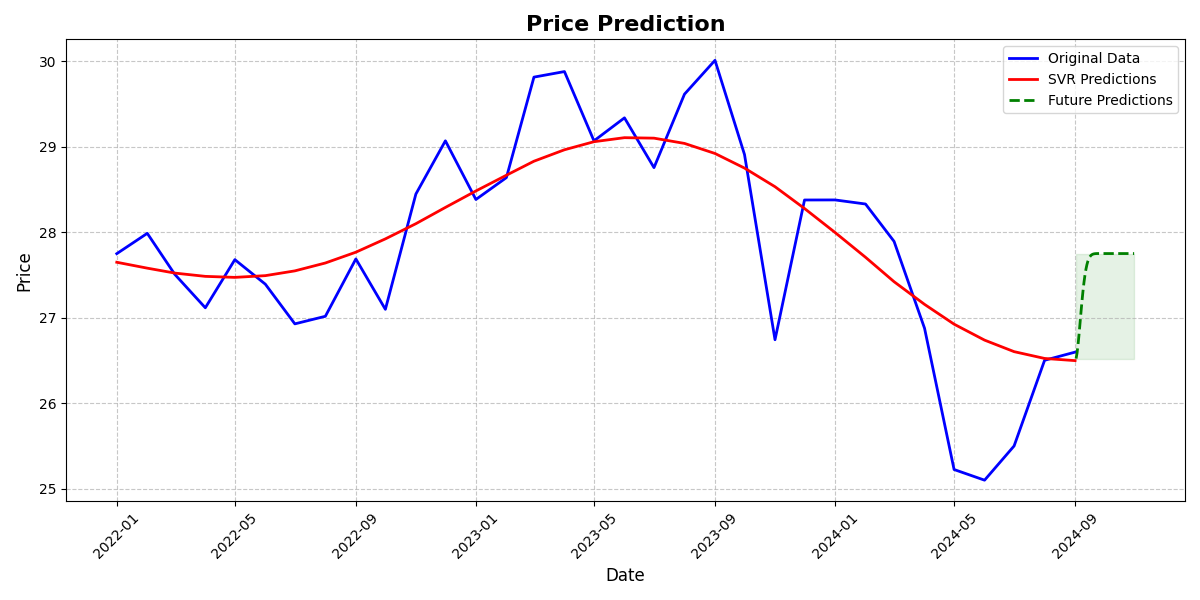 Price Prediction
Original Data
SVR Predictions
Future Predictions
Price
30
29
28
27
26
25
2022-01
2022-05
2022-09
2023-01
2023-05
2023-09
2024-01
2024-05
2024-09
Date